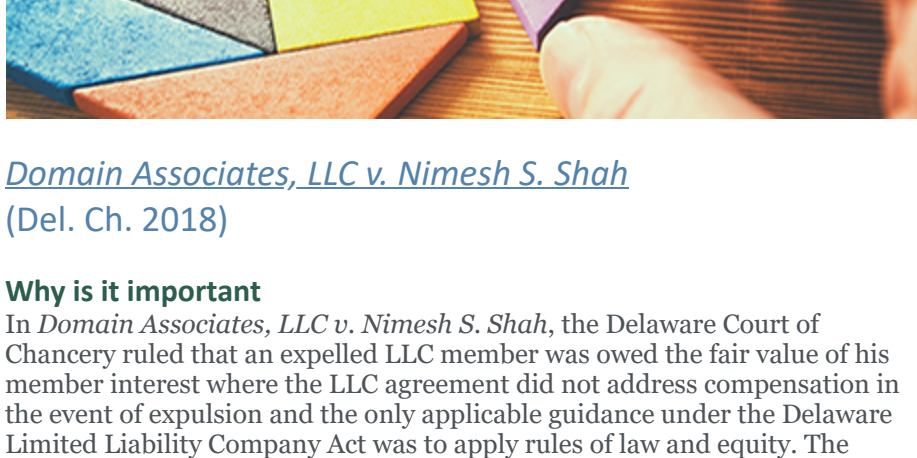 Domain Associates, LLC v. Nimesh S. Shah
(Del. Ch. 2018)
Why is it important
In Domain Associates, LLC v. Nimesh S. Shah, the Delaware Court of
Chancery ruled that an expelled LLC member was owed the fair value of his
member interest where the LLC agreement did not address compensation in
the event of expulsion and the only applicable guidance under the Delaware
Limited Liability Company Act was to apply rules of law and equity. The